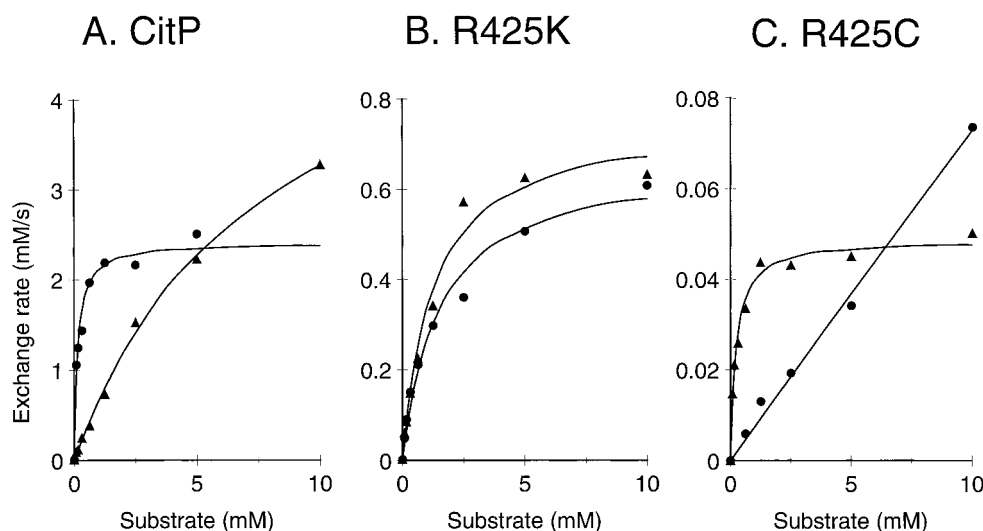 A. CitP
B. R425K
C. R425C
Exchange rate (mM/s)
4
3
2
1
0
0 5 10
Substrate (mM)
0.8
0.6
0.4
0.2
0
0 5 10
Substrate (mM)
0.08
0.06
0.04
0.02
0
0 5 10
Substrate (mM)